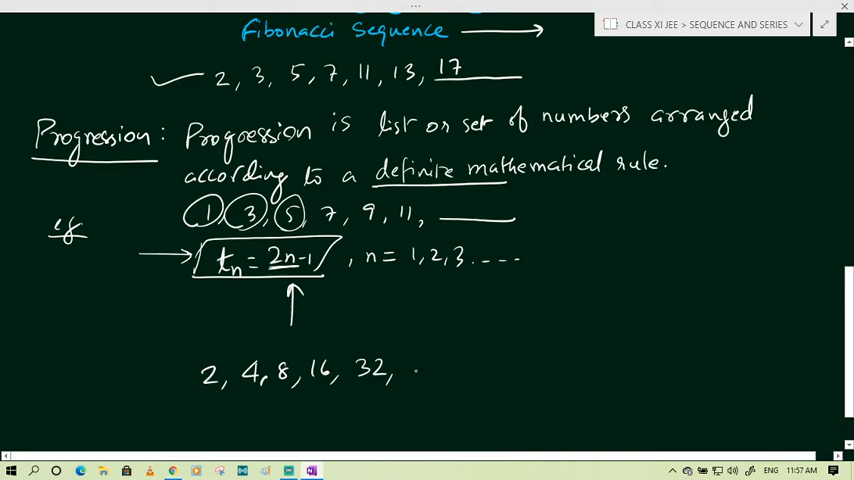 CLASS XI JEE > SEQUENCE AND SERIES
Fibonacci Sequence
2, 3, 5, 7, 11, 13, 17
Progression: Progression is list or set of numbers arranged
according to a definite mathematical rule.
eg 1, 3, 5, 7, 9, 11,
tn = 2n-1, n = 1, 2, 3 . . . . .
2, 4, 8, 16, 32,
ENG 11:57 AM